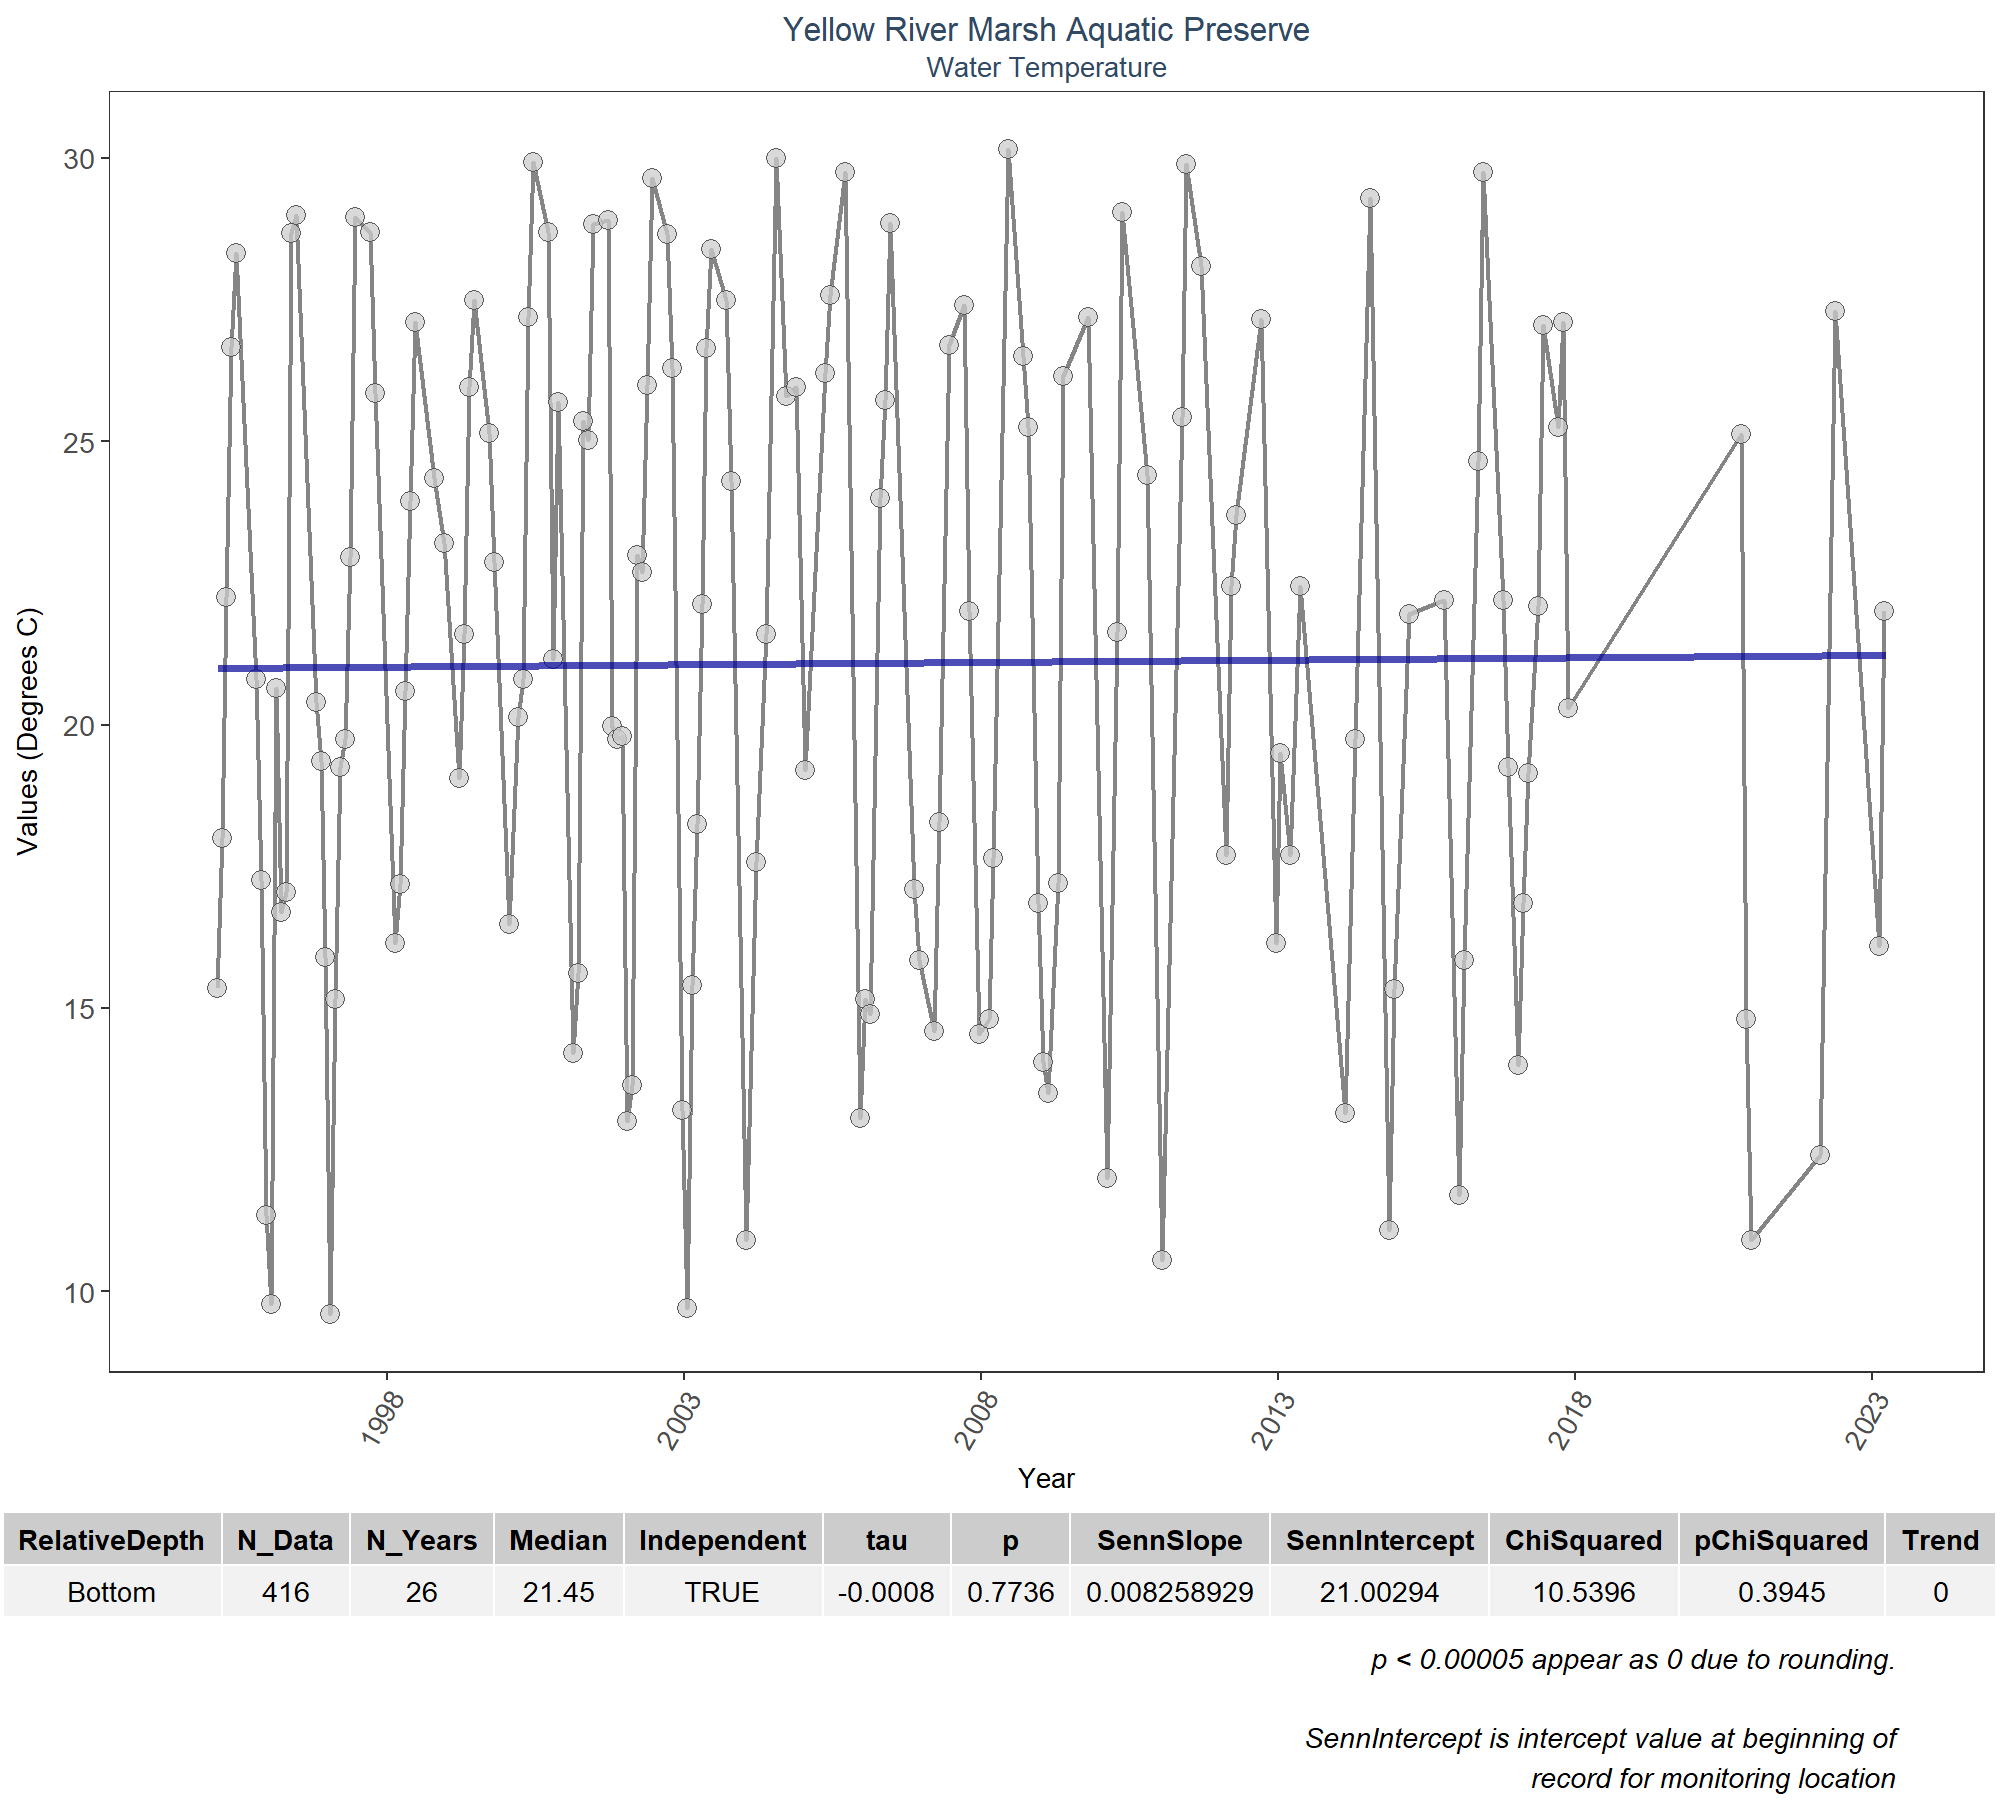 Yellow River Marsh Aquatic Preserve
Water Temperature
Values (Degrees C)
30
25
20
15
10
1998
2003
2008
2013
2018
2023
Year
RelativeDepth N_Data N_Years Median Independent tau p SennSlope SennIntercept ChiSquared pChiSquared Trend
Bottom 416 26 21.45 TRUE -0.0008 0.7736 0.008258929 21.00294 10.5396 0.3945 0
p < 0.00005 appear as 0 due to rounding.
SennIntercept is intercept value at beginning of
record for monitoring location